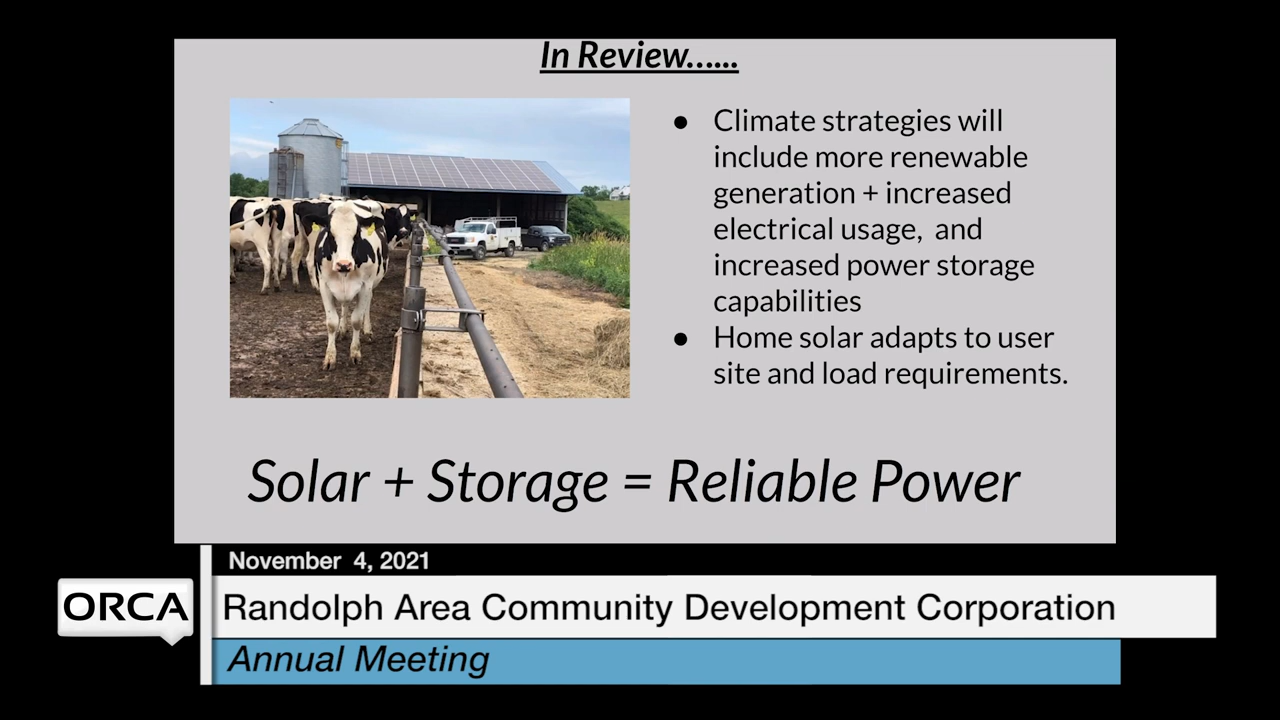 In Review......
● Climate strategies will
include more renewable
generation + increased
electrical usage, and
increased power storage
capabilities
● Home solar adapts to user
site and load requirements.
Solar + Storage = Reliable Power
November 4, 2021
ORCA
Randolph Area Community Development Corporation
Annual Meeting